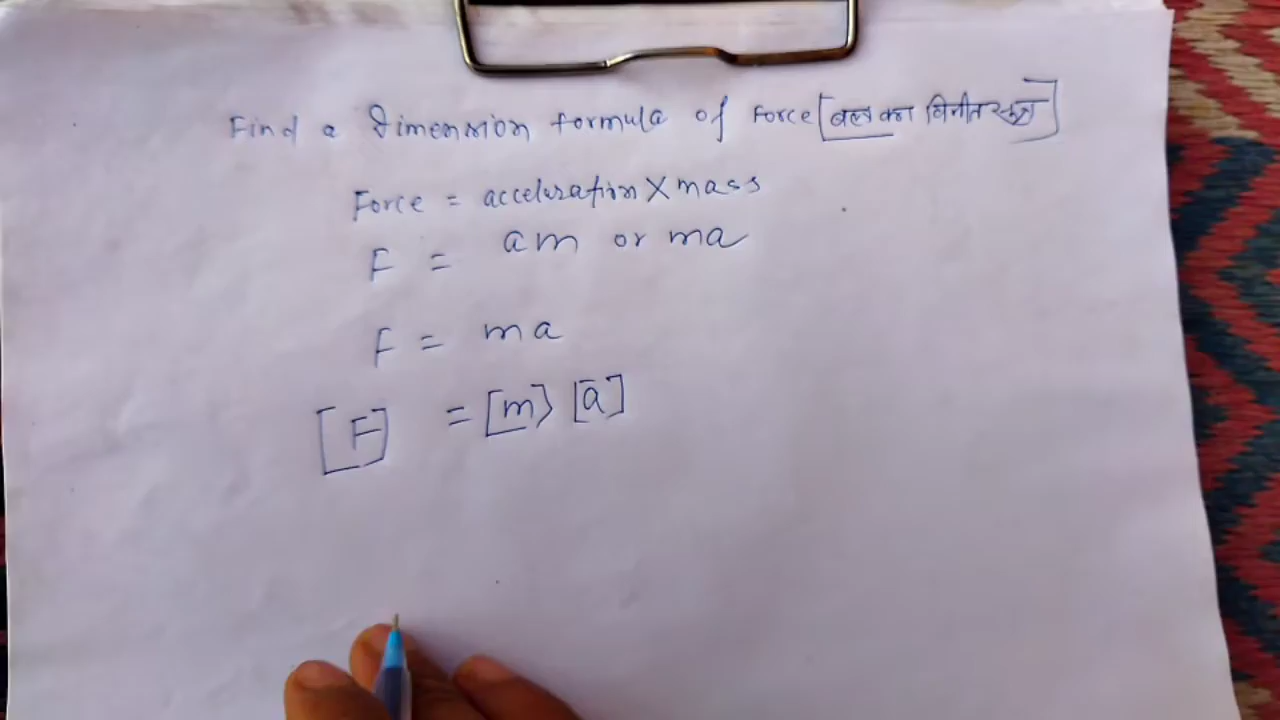 Find a Dimension formula of Force [बल का विमीत सूत्र]
Force = acceleration X mass
F = am or ma
F = ma
[F] = [m] [a]